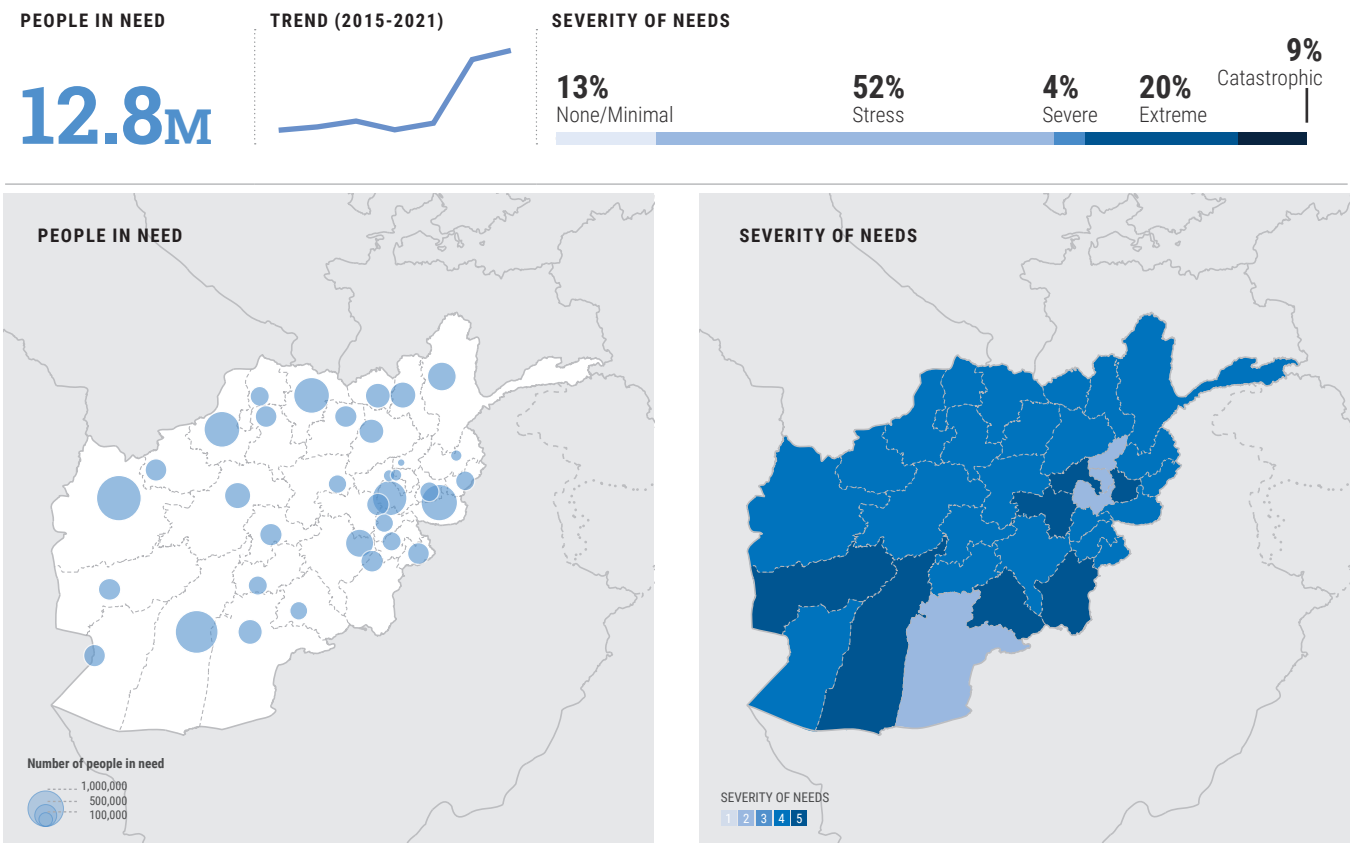 PEOPLE IN NEED
12.8M
TREND (2015-2021)
SEVERITY OF NEEDS
13%
None/Minimal
52%
Stress
4%
Severe
20%
Extreme
9%
Catastrophic
PEOPLE IN NEED
Number of people in need
1,000,000
500,000
100,000
SEVERITY OF NEEDS
SEVERITY OF NEEDS
1 2 3 4 5